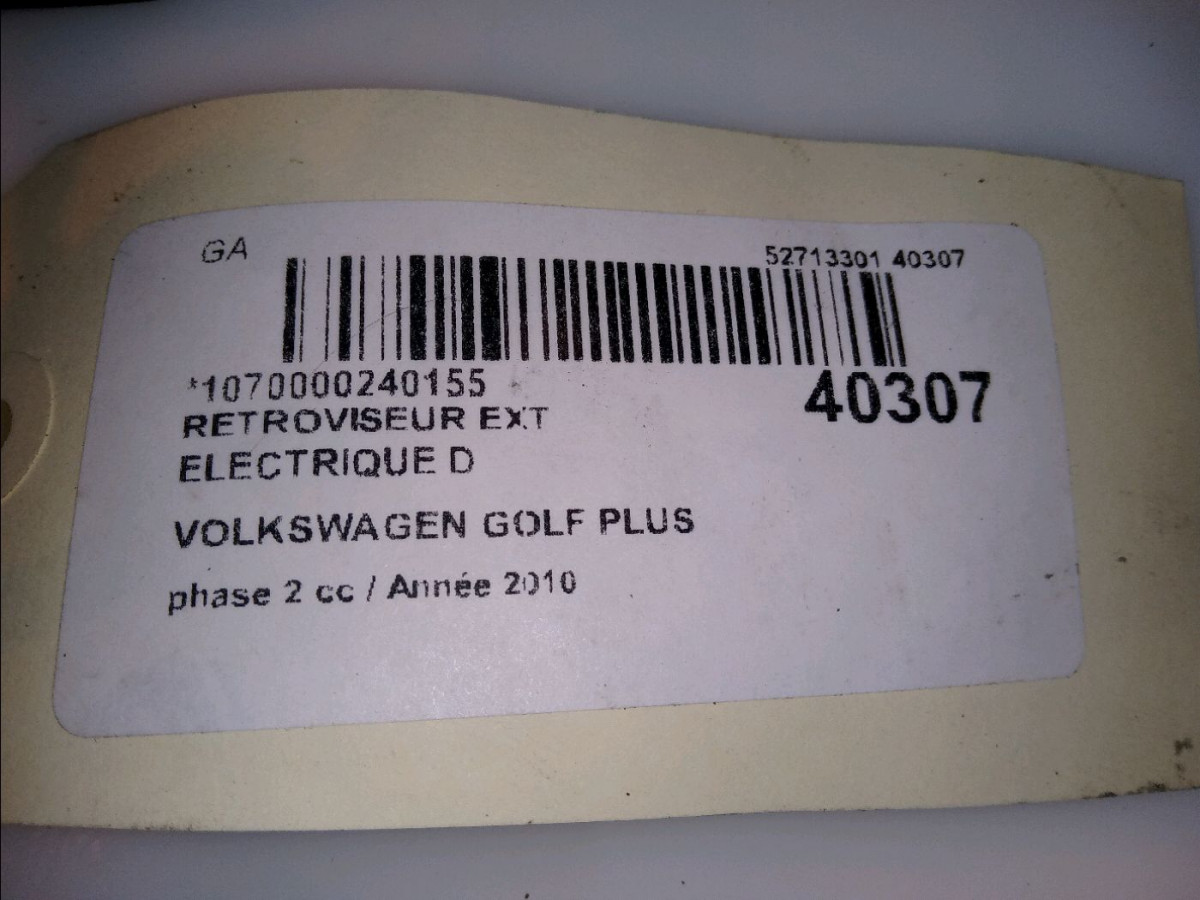 GA
52713301 40307
*1070000240155
40307
RETROVISEUR EXT
ELECTRIQUE D
VOLKSWAGEN GOLF PLUS
phase 2 cc / Année 2010